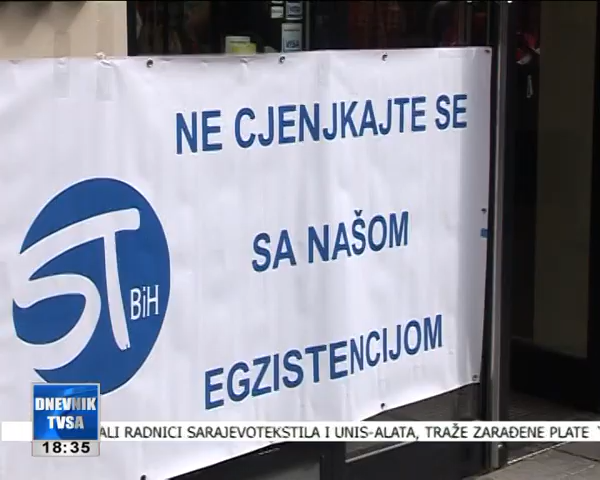 VISA
NE CJENJKAJTE SE
SA NAŠOM
EGZISTENCIJOM
ST
BiH
DNEVNIK
TVSA
18:35
ALI RADNICI SARAJEVOTEKSTILA I UNIS-ALATA, TRAŽE ZARAĐENE PLATE